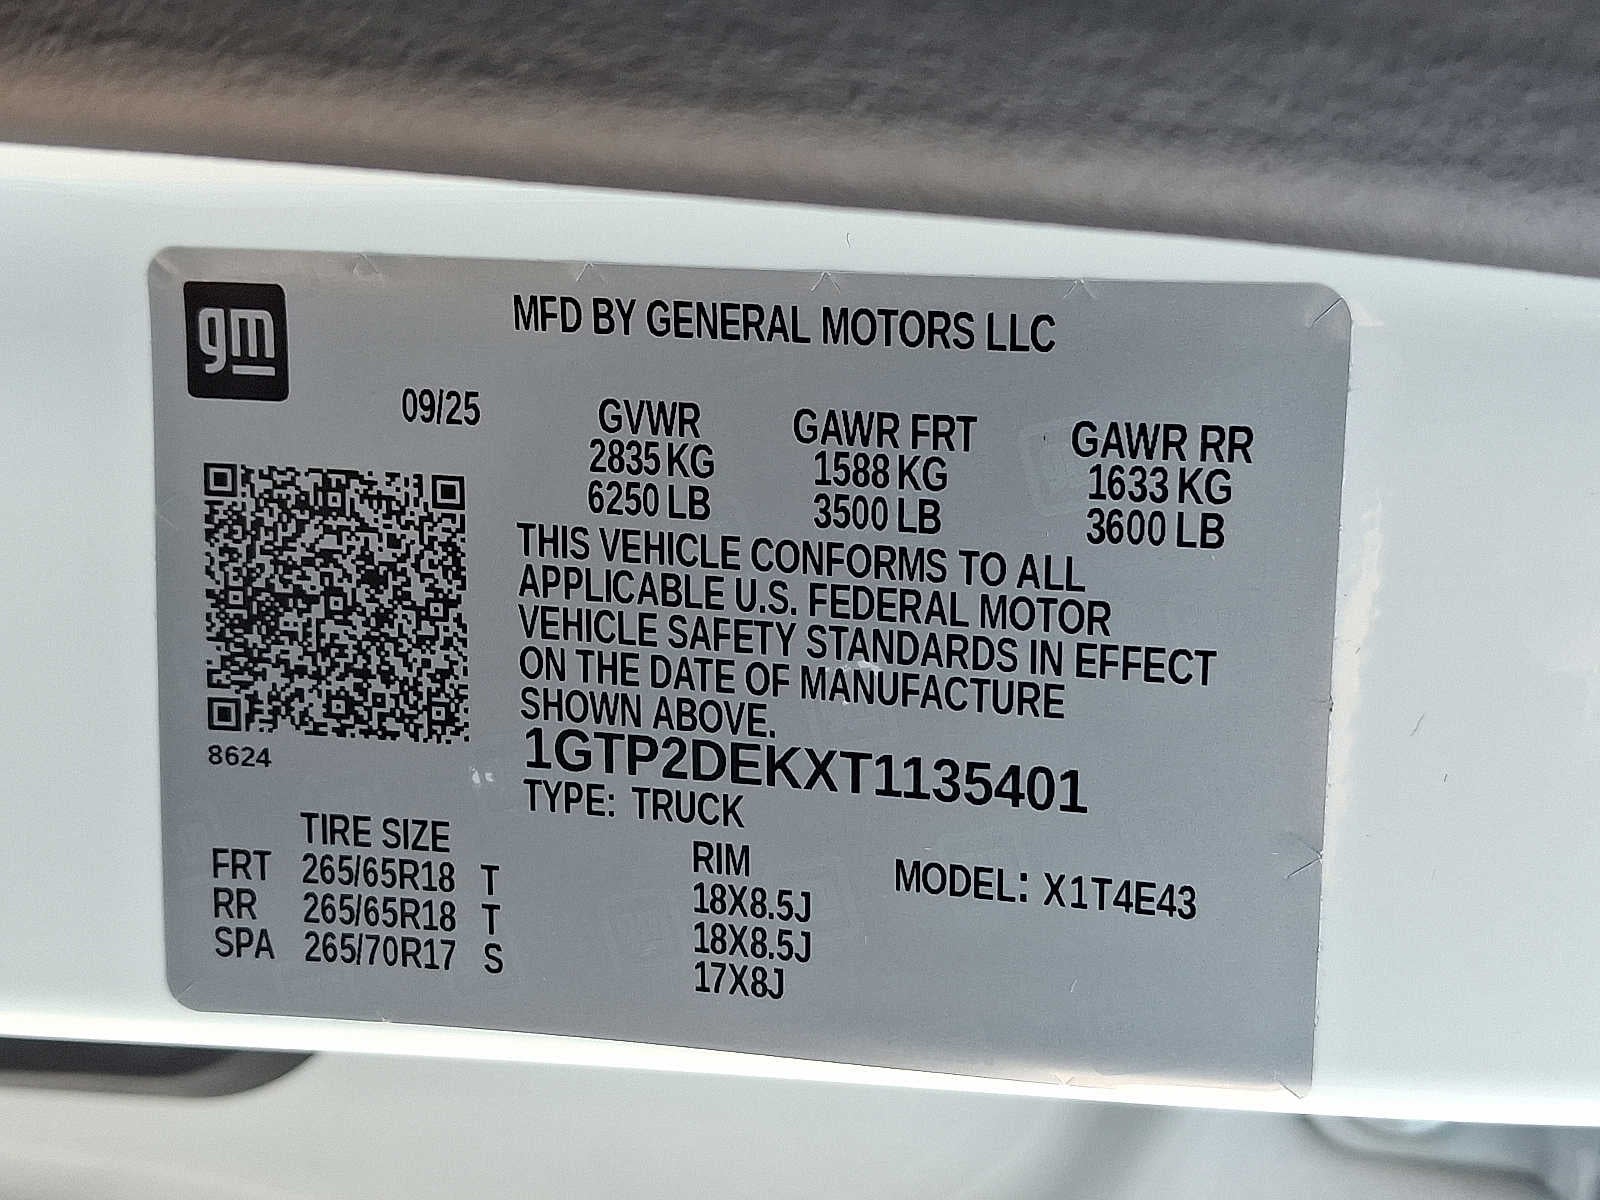 gm
MFD BY GENERAL MOTORS LLC
09/25
GVWR GAWR FRT GAWR RR
2835 KG 1588 KG 1633 KG
6250 LB 3500 LB 3600 LB
THIS VEHICLE CONFORMS TO ALL
APPLICABLE U.S. FEDERAL MOTOR
VEHICLE SAFETY STANDARDS IN EFFECT
ON THE DATE OF MANUFACTURE
SHOWN ABOVE.
8624
1GTP2DEKXT1135401
TYPE: TRUCK
TIRE SIZE RIM MODEL: X1T4E43
FRT 265/65R18 T 18X8.5J
RR 265/65R18 T 18X8.5J
SPA 265/70R17 S 17X8J